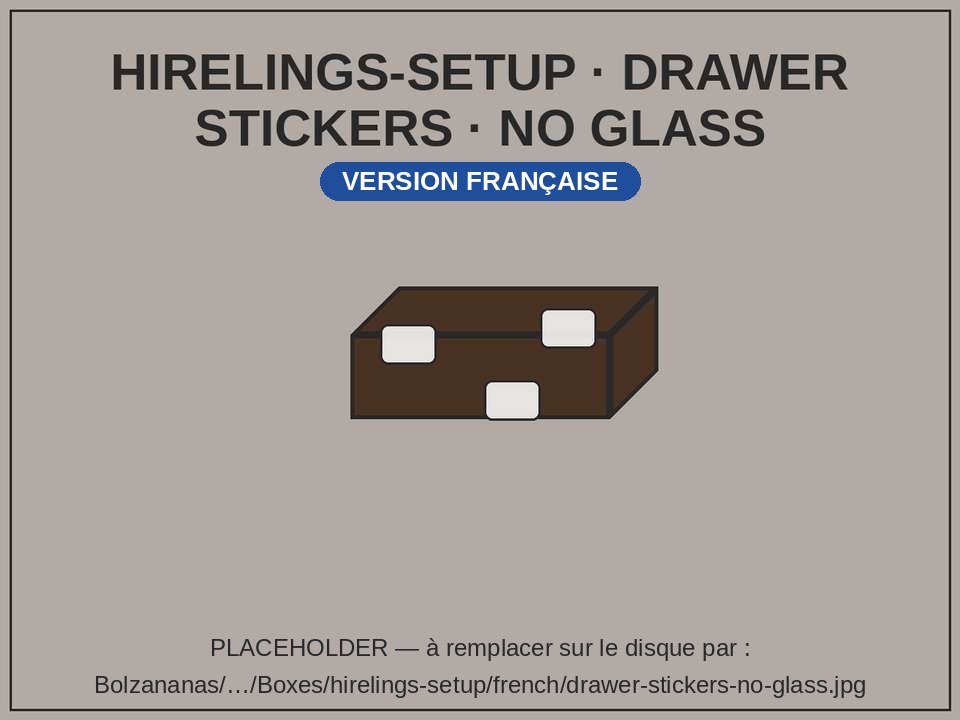 HIRELINGS-SETUP · DRAWER
STICKERS · NO GLASS
VERSION FRANÇAISE
PLACEHOLDER — à remplacer sur le disque par :
Bolzananas/…/Boxes/hirelings-setup/french/drawer-stickers-no-glass.jpg